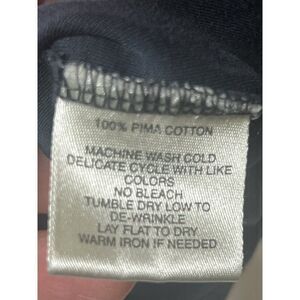 100% PIMA COTTON
MACHINE WASH COLD
DELICATE CYCLE WITH LIKE
COLORS
NO BLEACH
TUMBLE DRY LOW TO
DE-WRINKLE
LAY FLAT TO DRY
WARM IRON IF NEEDED